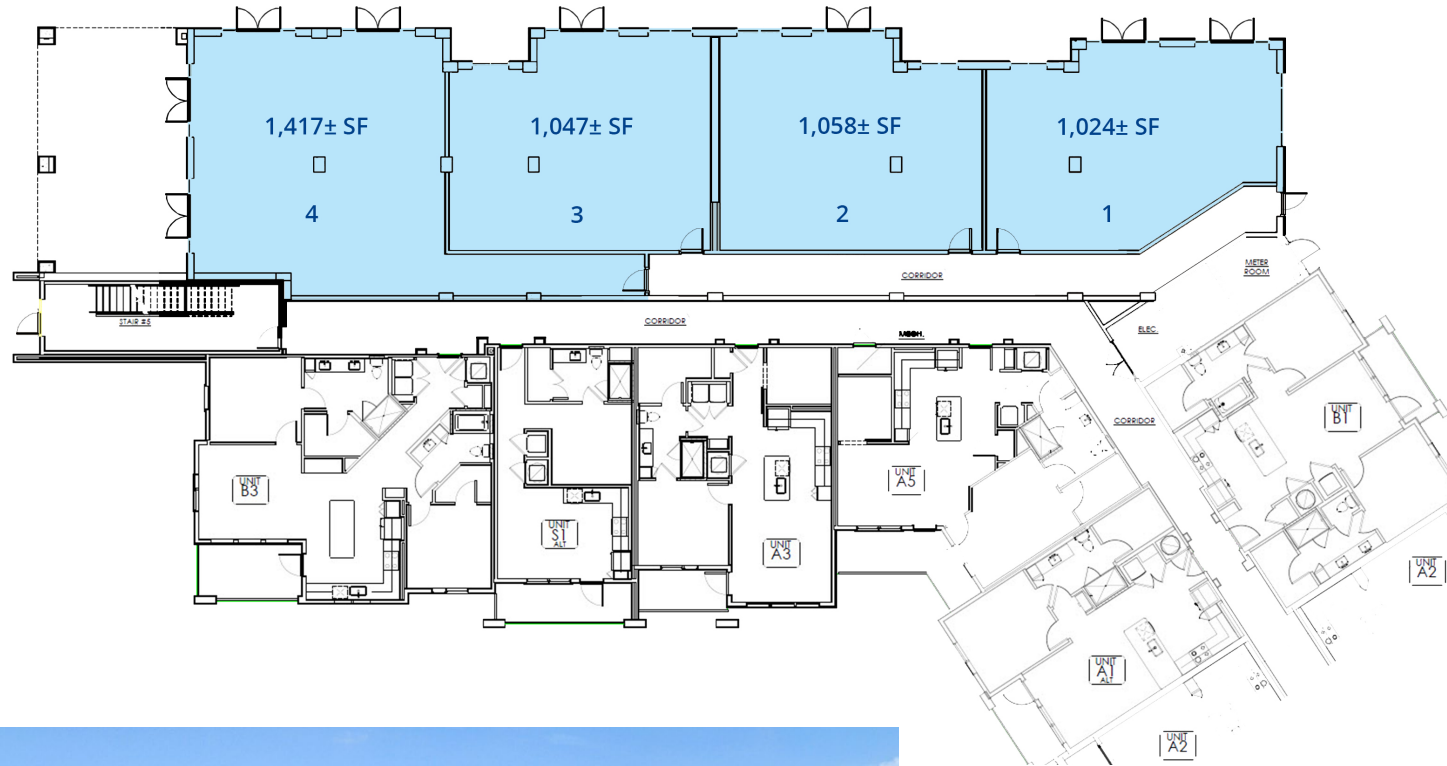 1,417± SF
1,047± SF
1,058± SF
1,024± SF
4
3
2
1
METER
ROOM
CORRIDOR
STAIR #5
CORRIDOR
MECH.
ELEC.
CORRIDOR
UNIT
B1
UNIT
B3
UNIT
A5
UNIT
S1
ALT
UNIT
A3
UNIT
A2
UNIT
A1
ALT
UNIT
A2